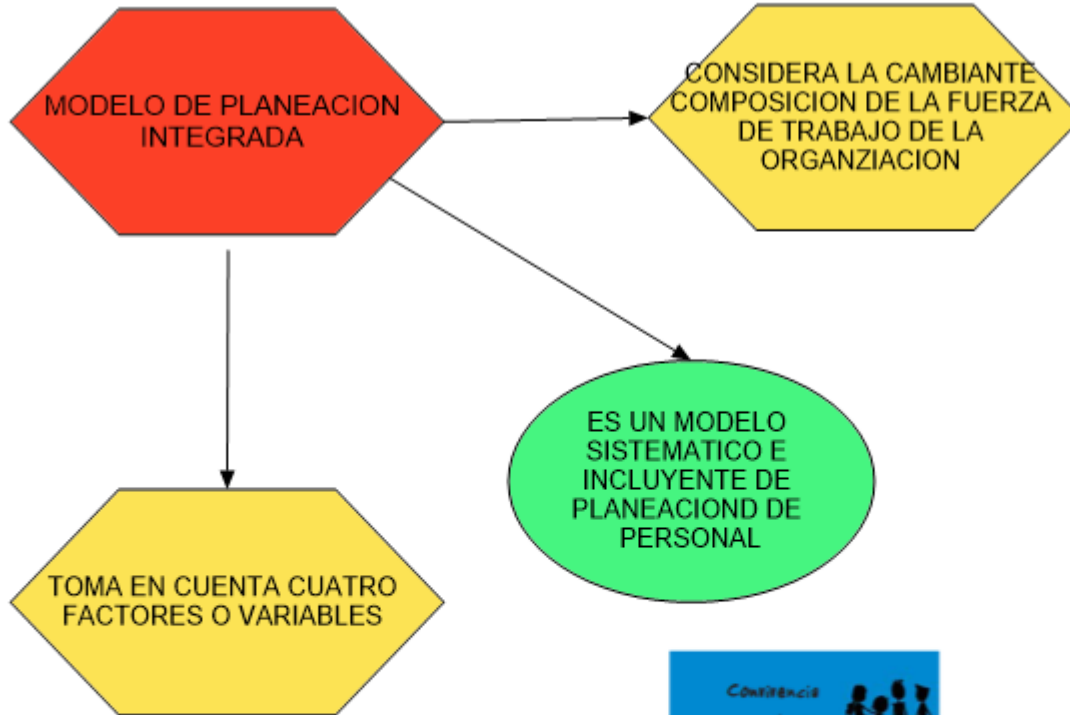 MODELO DE PLANEACION
INTEGRADA
CONSIDERA LA CAMBIANTE
COMPOSICION DE LA FUERZA
DE TRABAJO DE LA
ORGANZIACION
ES UN MODELO
SISTEMATICO E
INCLUYENTE DE
PLANEACIOND DE
PERSONAL
TOMA EN CUENTA CUATRO
FACTORES O VARIABLES
Convivencia